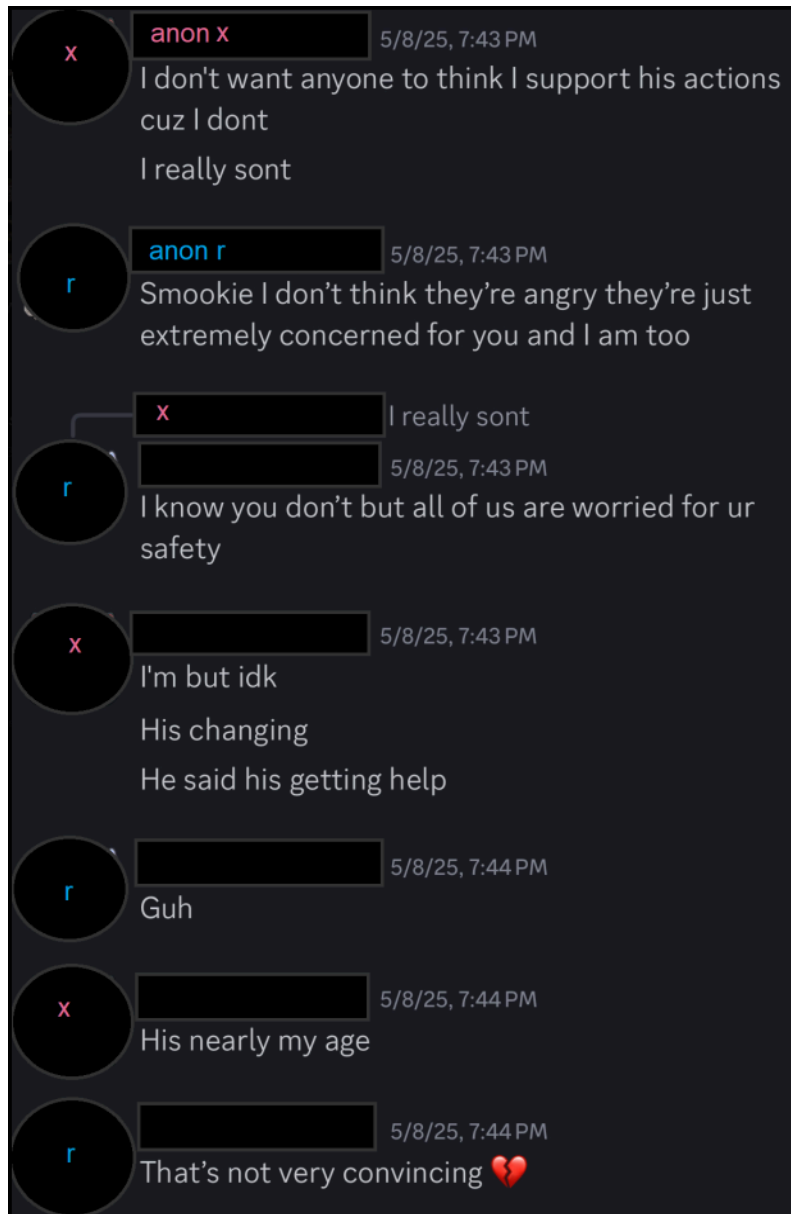 x
anon x 5/8/25, 7:43 PM
I don't want anyone to think I support his actions
cuz I dont
I really sont
r
anon r 5/8/25, 7:43 PM
Smookie I don’t think they’re angry they’re just
extremely concerned for you and I am too
x I really sont
r
5/8/25, 7:43 PM
I know you don’t but all of us are worried for ur
safety
x
5/8/25, 7:43 PM
I'm but idk
His changing
He said his getting help
r
5/8/25, 7:44 PM
Guh
x
5/8/25, 7:44 PM
His nearly my age
r
5/8/25, 7:44 PM
That’s not very convincing 💔